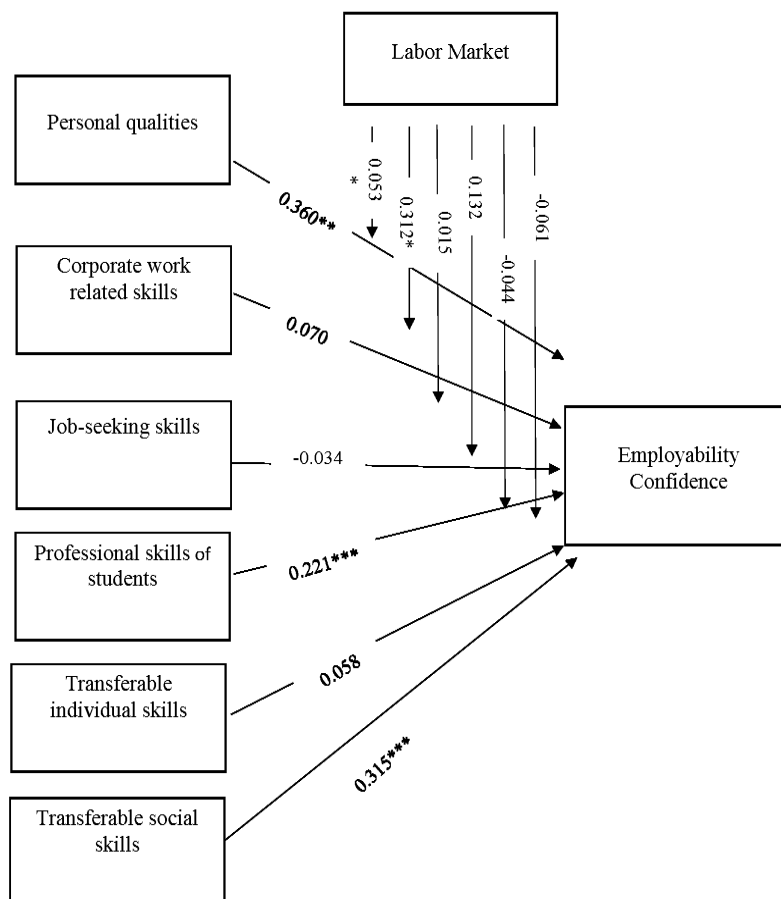 Labor Market
Personal qualities
0.053
*
0.312*
0.015
0.132
-0.044
-0.061
0.360**
Corporate work
related skills
0.070
Job-seeking skills
-0.034
Employability
Confidence
Professional skills of
students
0.221***
Transferable
individual skills
0.058
0.315***
Transferable social
skills